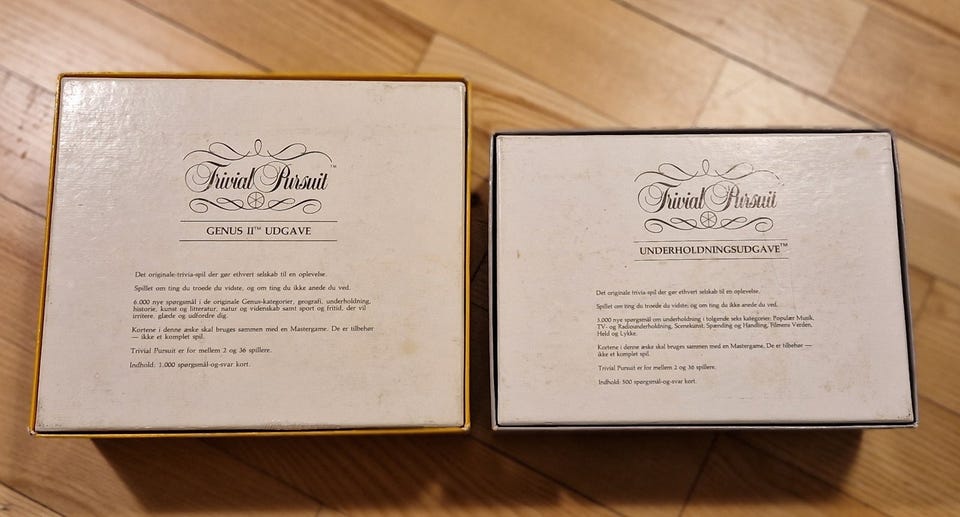 Trivial Pursuit™
GENUS II™ UDGAVE
Det originale-trivia-spil der gør ethvert selskab til en oplevelse.
Spillet om ting du troede du vidste, og om ting du ikke anede du ved.
6.000 nye spørgsmål i de originale Genus-kategorier, geografi, underholdning,
historie, kunst og litteratur, natur og videnskab samt sport og fritid, der vil
irritere, glæde og udfordre dig.
Kortene i denne æske skal bruges sammen med et Mastergame. De er tilbehør
— ikke et komplet spil.
Trivial Pursuit er for mellem 2 og 36 spillere.
Indhold: 1.000 spørgsmål-og-svar kort.
Trivial Pursuit
UNDERHOLDNINGSUDGAVE™
Det originale trivia-spil der gør ethvert selskab til en oplevelse.
Spillet om ting du troede du vidste, og om ting du ikke anede du ved.
3.000 nye spørgsmål om underholdning i følgende seks kategorier: Populær Musik,
TV- og Radiounderholdning, Scenekunst, Spænding og Handling, Filmens Verden,
Held og Lykke.
Kortene i denne æske skal bruges sammen med en Mastergame. De er tilbehør —
ikke et komplet spil.
Trivial Pursuit er for mellem 2 og 36 spillere.
Indhold: 500 spørgsmål-og-svar kort.